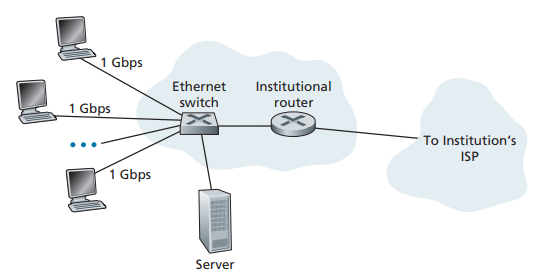 1 Gbps
Ethernet
switch
Institutional
router
1 Gbps
To Institution's
ISP
1 Gbps
Server